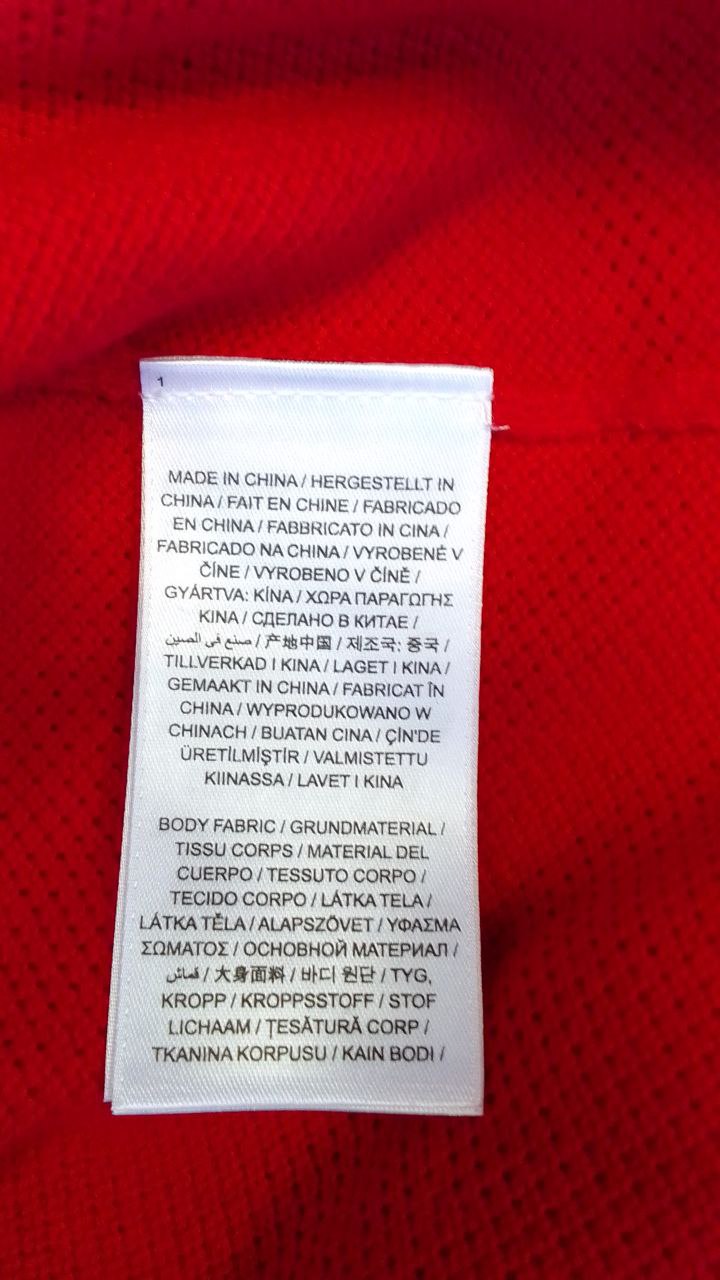 1
MADE IN CHINA / HERGESTELLT IN
CHINA / FAIT EN CHINE / FABRICADO
EN CHINA / FABBRICATO IN CINA /
FABRICADO NA CHINA / VYROBENÉ V
ČÍNE / VYROBENO V ČÍNĚ /
GYÁRTVA: KÍNA / ΧΩΡΑ ΠΑΡΑΓΩΓΗΣ
KINA / СДЕЛАНО В КИТАЕ /
صنع في الصين / 产地中国 / 제조국: 중국 /
TILLVERKAD I KINA / LAGET I KINA /
GEMAAKT IN CHINA / FABRICAT ÎN
CHINA / WYPRODUKOWANO W
CHINACH / BUATAN CINA / ÇİN'DE
ÜRETİLMİŞTİR / VALMISTETTU
KIINASSA / LAVET I KINA
BODY FABRIC / GRUNDMATERIAL /
TISSU CORPS / MATERIAL DEL
CUERPO / TESSUTO CORPO /
TECIDO CORPO / LÁTKA TELA /
LÁTKA TĚLA / ALAPSZÖVET / ΥΦΑΣΜΑ
ΣΩΜΑΤΟΣ / ОСНОВНОЙ МАТЕРИАЛ /
قماش / 大身面料 / 바디 원단 / TYG,
KROPP / KROPPSSTOFF / STOF
LICHAAM / ȚESĂTURĂ CORP /
TKANINA KORPUSU / KAIN BODI /